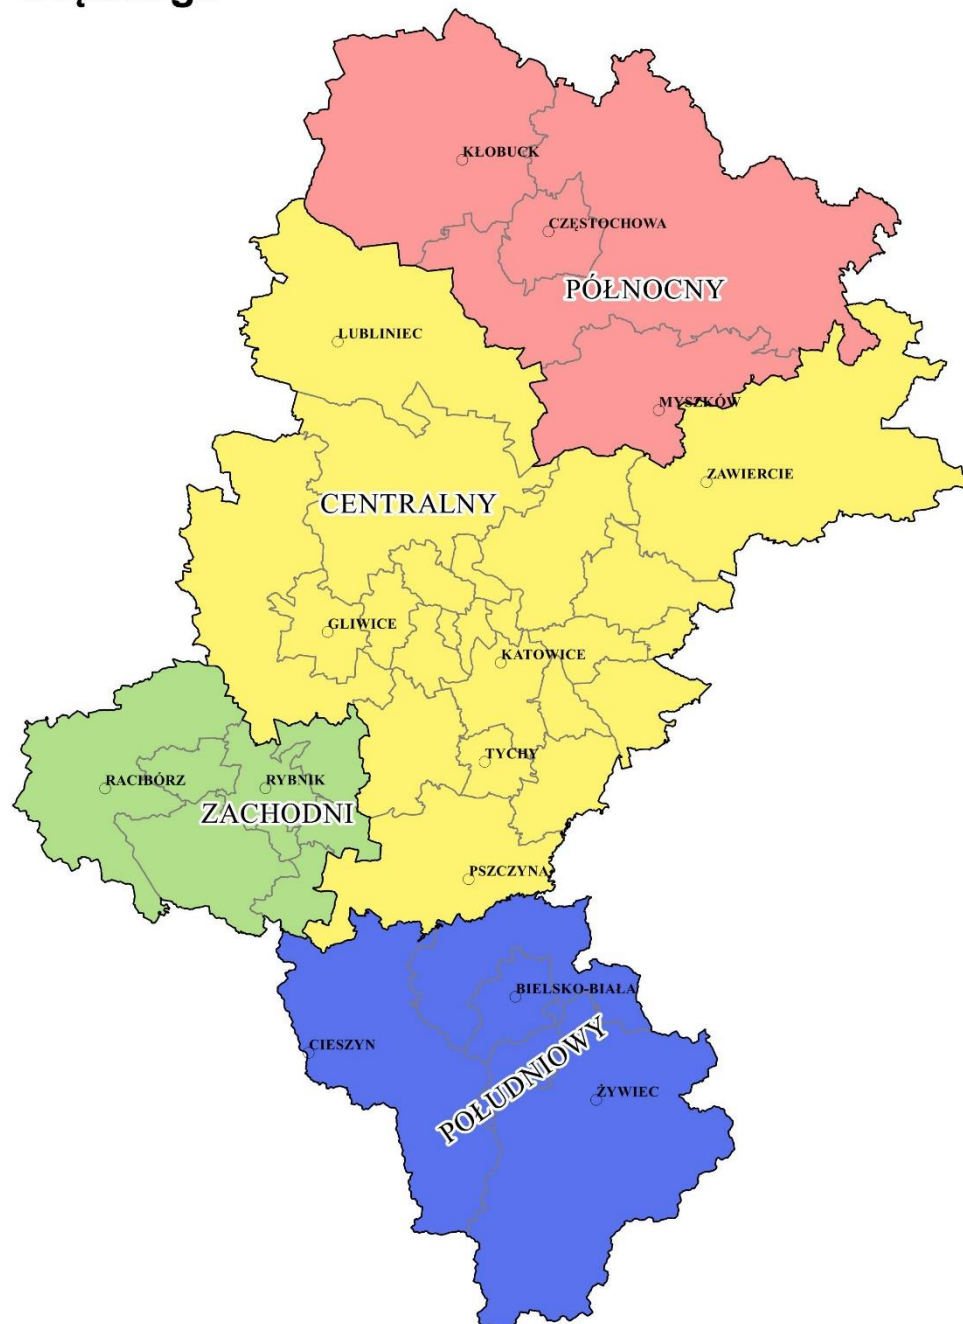 KŁOBUCK
CZĘSTOCHOWA
PÓŁNOCNY
LUBLINIEC
MYSZKÓW
ZAWIERCIE
CENTRALNY
GLIWICE
KATOWICE
TYCHY
RACIBÓRZ
RYBNIK
ZACHODNI
PSZCZYNA
BIELSKO-BIAŁA
CIESZYN
POŁUDNIOWY
ŻYWIEC